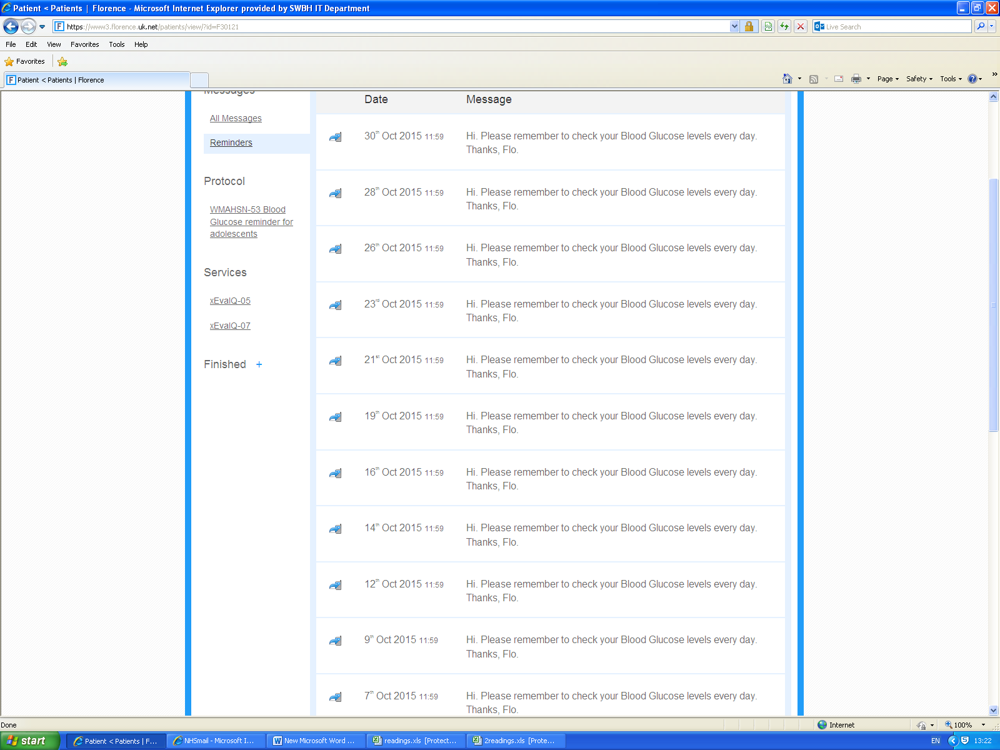 Patient < Patients | Florence - Microsoft Internet Explorer provided by SWBH IT Department
https://www3.florence.uk.net/patients/view/?id=F30121
Live Search
File Edit View Favorites Tools Help
Favorites
Patient < Patients | Florence
Page Safety Tools
Messages
All Messages
Reminders
Protocol
WMAHSN-53 Blood
Glucose reminder for
adolescents
Services
xEvalQ-05
xEvalQ-07
Finished +
Date Message
30th Oct 2015 11:59 Hi. Please remember to check your Blood Glucose levels every day.
Thanks, Flo.
28th Oct 2015 11:59 Hi. Please remember to check your Blood Glucose levels every day.
Thanks, Flo.
26th Oct 2015 11:59 Hi. Please remember to check your Blood Glucose levels every day.
Thanks, Flo.
23rd Oct 2015 11:59 Hi. Please remember to check your Blood Glucose levels every day.
Thanks, Flo.
21st Oct 2015 11:59 Hi. Please remember to check your Blood Glucose levels every day.
Thanks, Flo.
19th Oct 2015 11:59 Hi. Please remember to check your Blood Glucose levels every day.
Thanks, Flo.
16th Oct 2015 11:59 Hi. Please remember to check your Blood Glucose levels every day.
Thanks, Flo.
14th Oct 2015 11:59 Hi. Please remember to check your Blood Glucose levels every day.
Thanks, Flo.
12th Oct 2015 11:59 Hi. Please remember to check your Blood Glucose levels every day.
Thanks, Flo.
9th Oct 2015 11:59 Hi. Please remember to check your Blood Glucose levels every day.
Thanks, Flo.
7th Oct 2015 11:59 Hi. Please remember to check your Blood Glucose levels every day.
Thanks, Flo.
Done Internet 100%
start Patient < Patients | F... NHSmail - Microsoft I... New Microsoft Word ... readings.xls [Protect... 2readings.xls [Prote... EN 13:22